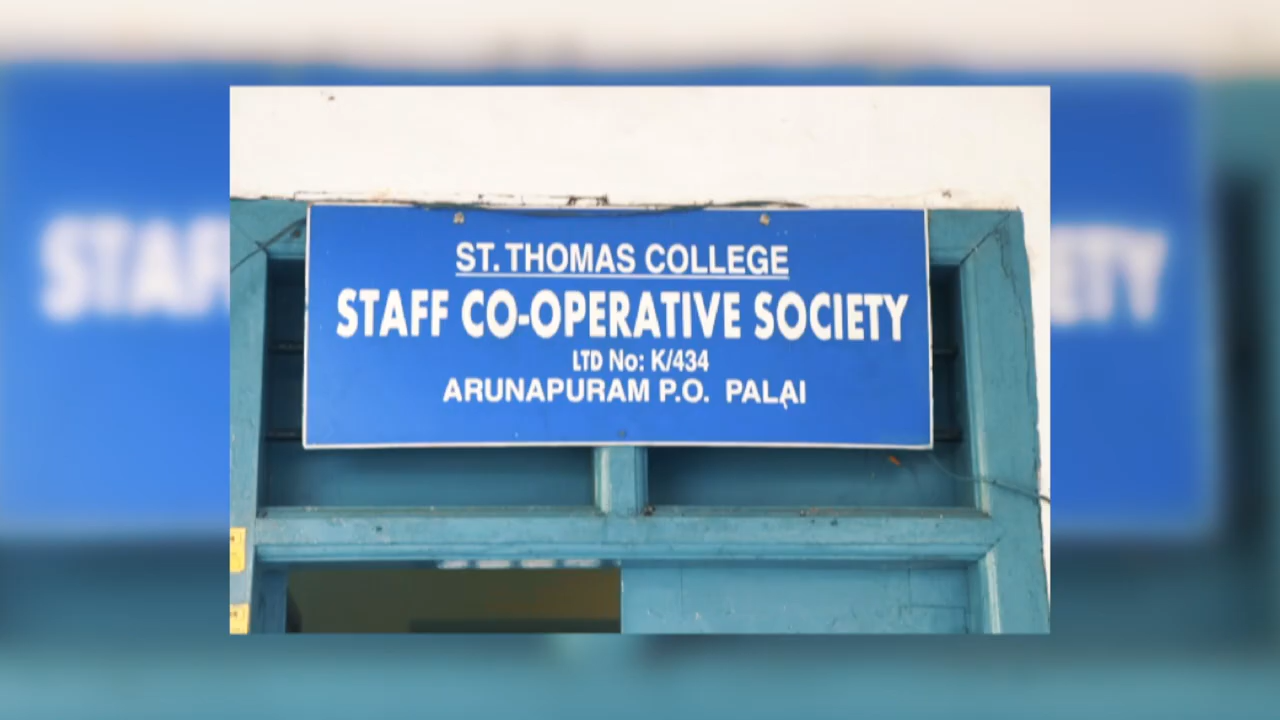 ST. THOMAS COLLEGE
STAFF CO-OPERATIVE SOCIETY
LTD No: K/434
ARUNAPURAM P.O. PALAI